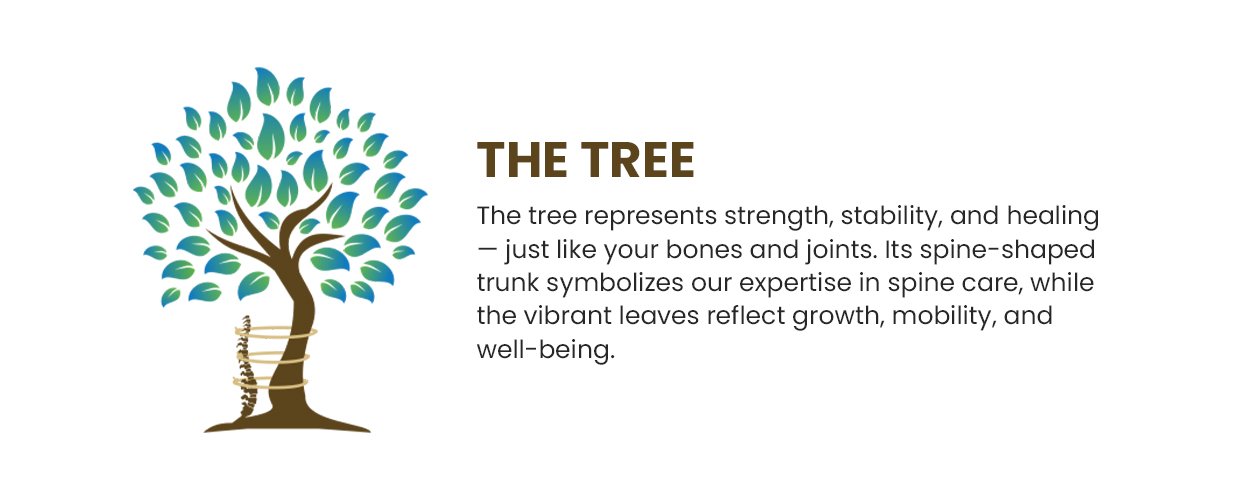 THE TREE
The tree represents strength, stability, and healing
— just like your bones and joints. Its spine-shaped
trunk symbolizes our expertise in spine care, while
the vibrant leaves reflect growth, mobility, and
well-being.